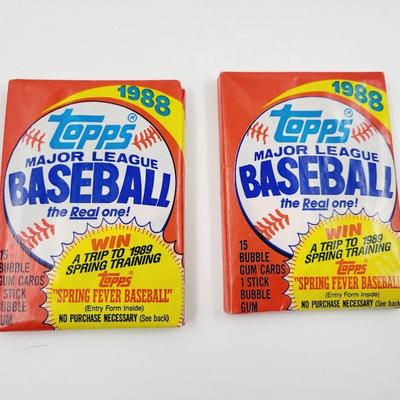 1988
topps®
MAJOR LEAGUE
BASEBALL
the Real one!
WIN
A TRIP TO 1989
SPRING TRAINING
Topps
"SPRING FEVER BASEBALL"
(Entry Form Inside)
NO PURCHASE NECESSARY (See back)
15
BUBBLE
GUM CARDS
1 STICK
BUBBLE
GUM
1988
topps®
MAJOR LEAGUE
BASEBALL
the Real one!
WIN
A TRIP TO 1989
SPRING TRAINING
Topps
"SPRING FEVER BASEBALL
(Entry Form Inside)
NO PURCHASE NECESSARY (See back)
15
BUBBLE
GUM CARDS
1 STICK
BUBBLE
GUM